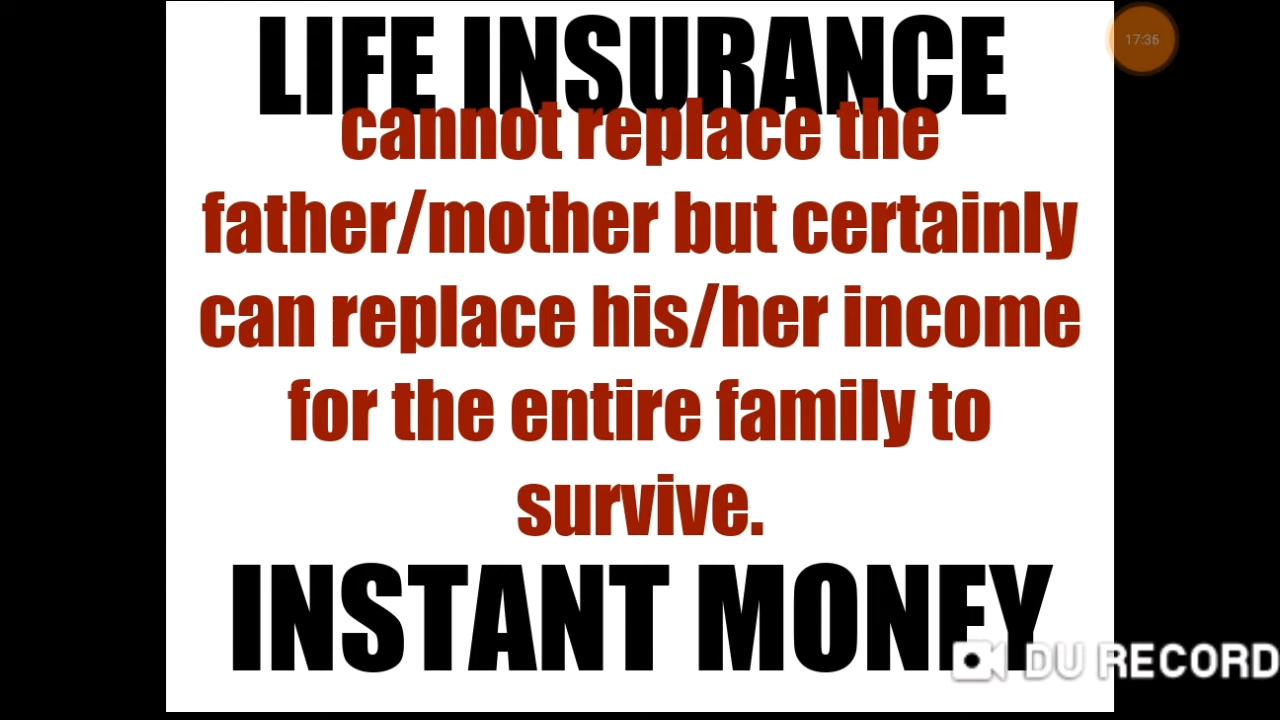 17:36
LIFE INSURANCE
cannot replace the
father/mother but certainly
can replace his/her income
for the entire family to
survive.
INSTANT MONEY
DU RECORD